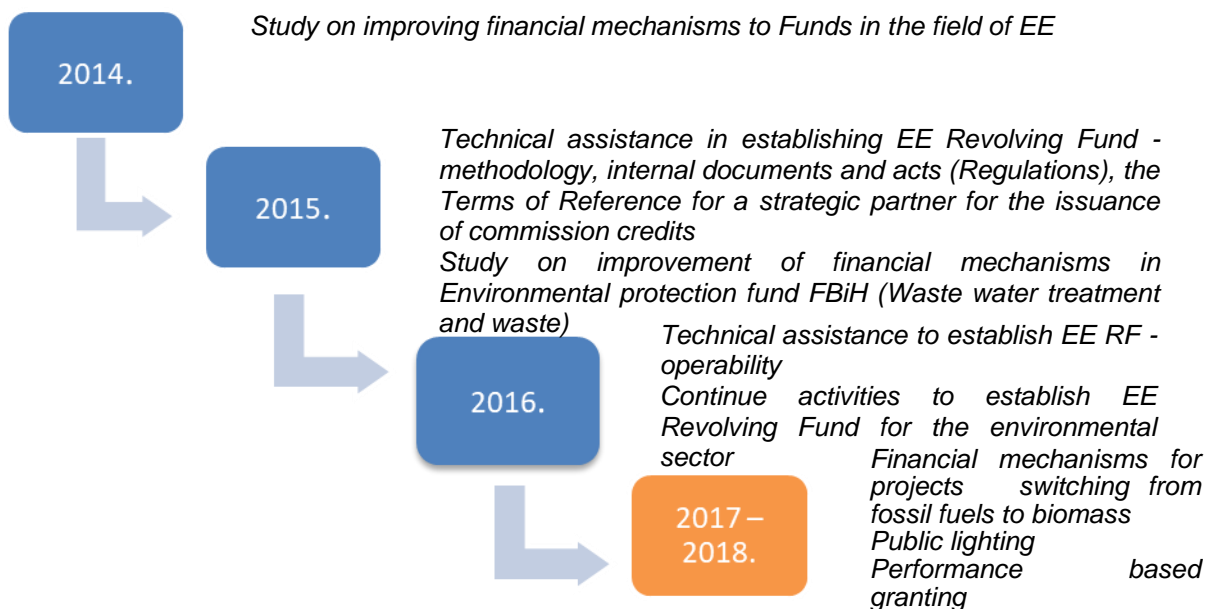 Study on improving financial mechanisms to Funds in the field of EE
2014.
Technical assistance in establishing EE Revolving Fund -
methodology, internal documents and acts (Regulations), the
Terms of Reference for a strategic partner for the issuance
of commission credits
Study on improvement of financial mechanisms in
Environmental protection fund FBiH (Waste water treatment
and waste)
2015.
Technical assistance to establish EE RF -
operability
Continue activities to establish EE
Revolving Fund for the environmental
sector
2016.
Financial mechanisms for
projects switching from
fossil fuels to biomass
Public lighting
Performance based
granting
2017 –
2018.